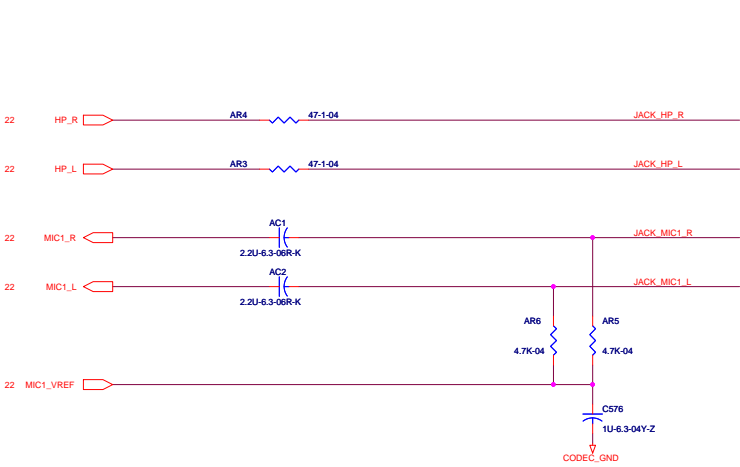 22 HP_R AR4 47-1-04 JACK_HP_R
22 HP_L AR3 47-1-04 JACK_HP_L
AC1
22 MIC1_R JACK_MIC1_R
2.2U-6.3-06R-K
AC2
22 MIC1_L JACK_MIC1_L
2.2U-6.3-06R-K
AR6 AR5
4.7K-04 4.7K-04
22 MIC1_VREF
C576
1U-6.3-04Y-Z
CODEC_GND